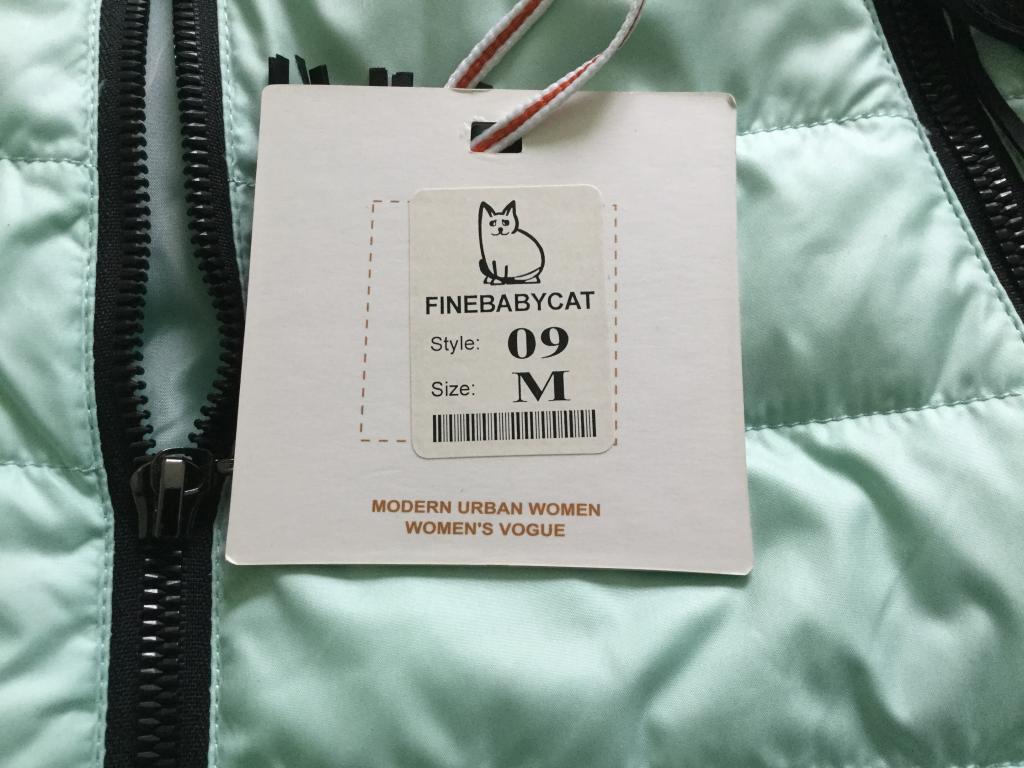 FINEBABYCAT
Style: 09
Size: M
MODERN URBAN WOMEN
WOMEN'S VOGUE